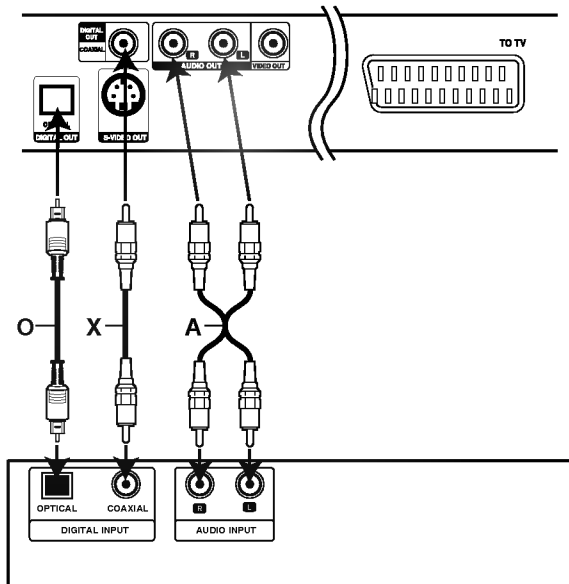 DIGITAL
OUT
COAXIAL
R
L
AUDIO OUT
VIDEO OUT
TO TV
DIGITAL OUT
S-VIDEO OUT
O
X
A
OPTICAL
COAXIAL
R
L
DIGITAL INPUT
AUDIO INPUT